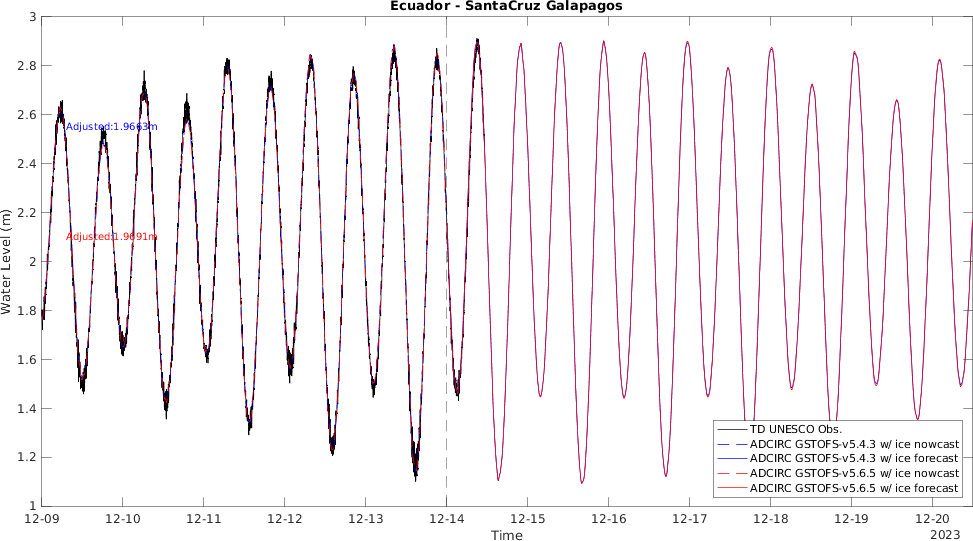 Ecuador - SantaCruz Galapagos
3
2.8
2.6
2.4
2.2
2
1.8
1.6
1.4
1.2
1
Water Level (m)
Adjusted:1.9663m
Adjusted:1.9691m
TD UNESCO Obs.
ADCIRC GSTOFS-v5.4.3 w/ ice nowcast
ADCIRC GSTOFS-v5.4.3 w/ ice forecast
ADCIRC GSTOFS-v5.6.5 w/ ice nowcast
ADCIRC GSTOFS-v5.6.5 w/ ice forecast
12-09 12-10 12-11 12-12 12-13 12-14 12-15 12-16 12-17 12-18 12-19 12-20
2023
Time